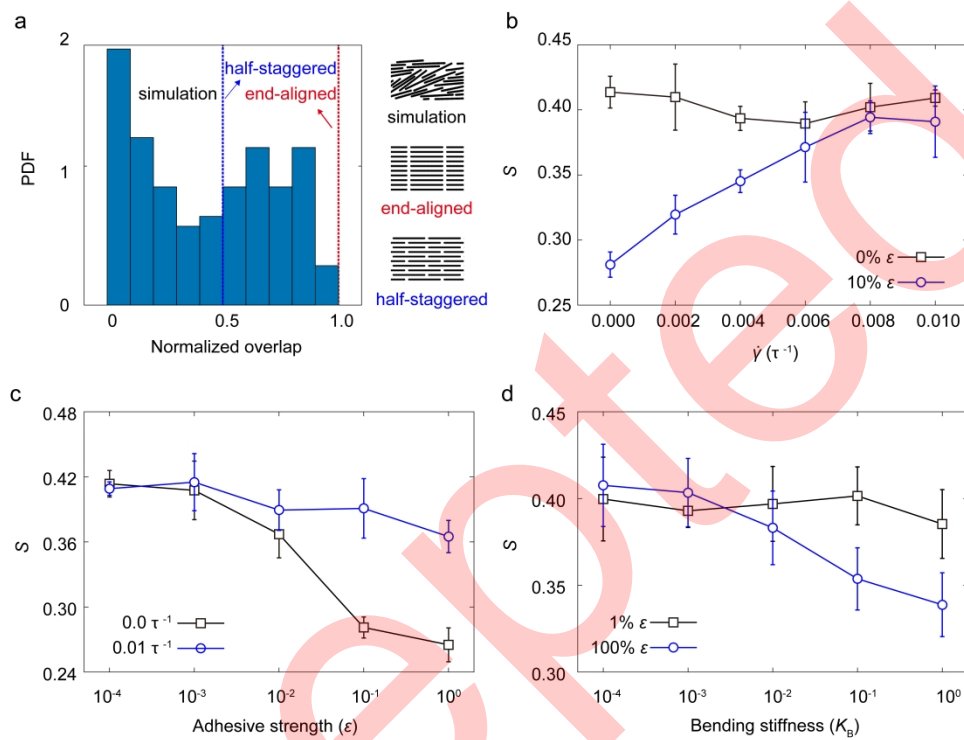 a
2
1
0
PDF
simulation
half-staggered
end-aligned
0
0.5
1.0
Normalized overlap
simulation
end-aligned
half-staggered
b
0.45
0.40
0.35
0.30
0.25
S
0% ε
10% ε
0.000
0.002
0.004
0.006
0.008
0.010
γ̇ (τ⁻¹)
c
0.48
0.42
0.36
0.30
0.24
S
0.0 τ⁻¹
0.01 τ⁻¹
10⁻⁴
10⁻³
10⁻²
10⁻¹
10⁰
Adhesive strength (ε)
d
0.45
0.40
0.35
0.30
S
1% ε
100% ε
10⁻⁴
10⁻³
10⁻²
10⁻¹
10⁰
Bending stiffness (K_B)